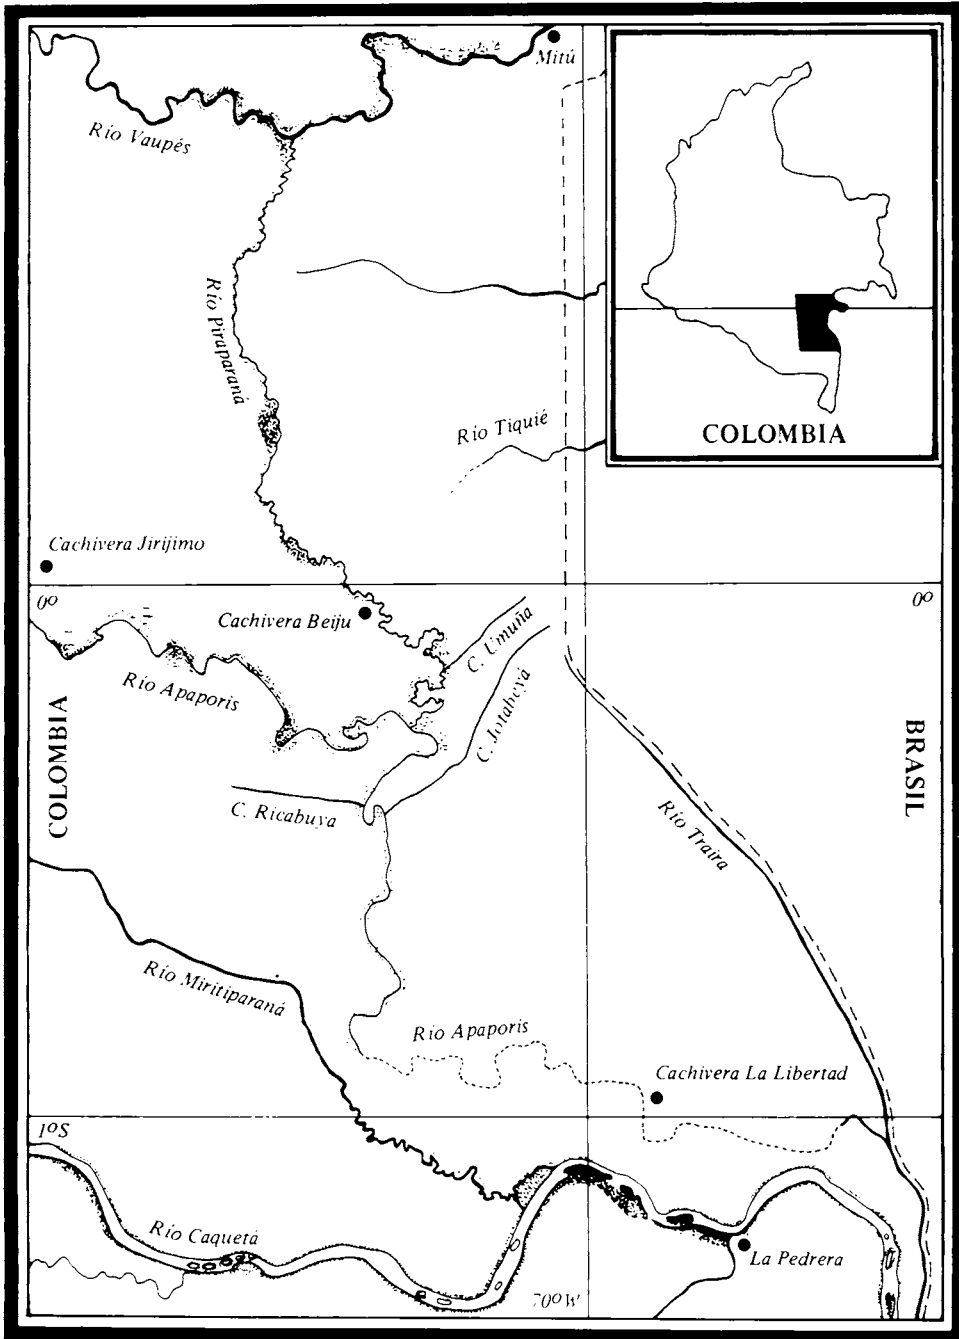 Mitú
Río Vaupés
COLOMBIA
Río Piraparaná
Río Tiquié
Cachivera Jirijimo
0º
0º
Cachivera Beiju
C. Umuña
C. Jotabeyá
Río Apaporis
COLOMBIA
BRASIL
C. Ricabuya
Río Traira
Río Miritiparaná
Río Apaporis
Cachivera La Libertad
1ºS
Río Caquetá
La Pedrera
70ºW